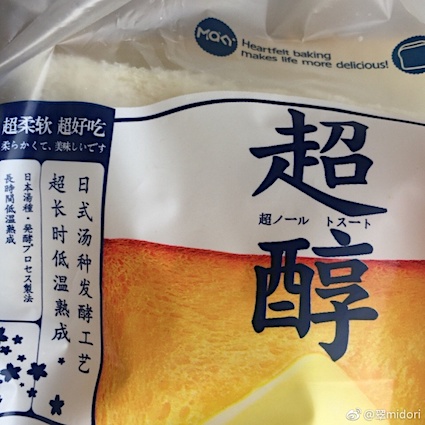 Maky
Heartfelt baking
makes life more delicious!
超柔软 超好吃
柔らかくて、美味しいです
日式汤种发酵工艺
超长时低温熟成
日本湯種·発酵プロセス製法
長時間低温熟成
超醇
超ノール トスート
@翠midori